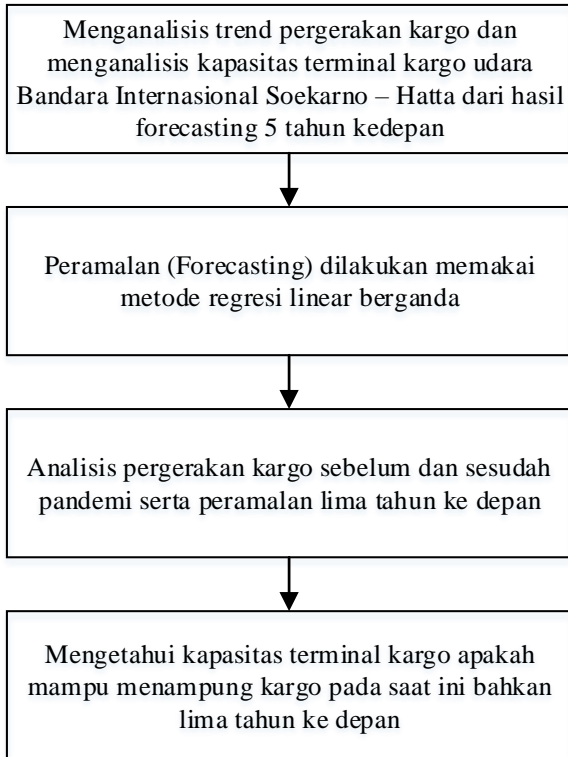 Menganalisis trend pergerakan kargo dan
menganalisis kapasitas terminal kargo udara
Bandara Internasional Soekarno – Hatta dari hasil
forecasting 5 tahun kedepan
Peramalan (Forecasting) dilakukan memakai
metode regresi linear berganda
Analisis pergerakan kargo sebelum dan sesudah
pandemi serta peramalan lima tahun ke depan
Mengetahui kapasitas terminal kargo apakah
mampu menampung kargo pada saat ini bahkan
lima tahun ke depan